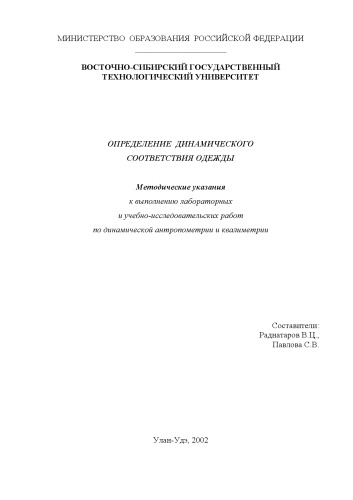 МИНИСТЕРСТВО ОБРАЗОВАНИЯ РОССИЙСКОЙ ФЕДЕРАЦИИ
ВОСТОЧНО-СИБИРСКИЙ ГОСУДАРСТВЕННЫЙ
ТЕХНОЛОГИЧЕСКИЙ УНИВЕРСИТЕТ
ОПРЕДЕЛЕНИЕ ДИНАМИЧЕСКОГО
СООТВЕТСТВИЯ ОДЕЖДЫ
Методические указания
к выполнению лабораторных
и учебно-исследовательских работ
по динамической антропометрии и квалиметрии
Составители:
Раднатаров В.Ц.,
Павлова С.В.
Улан-Удэ, 2002